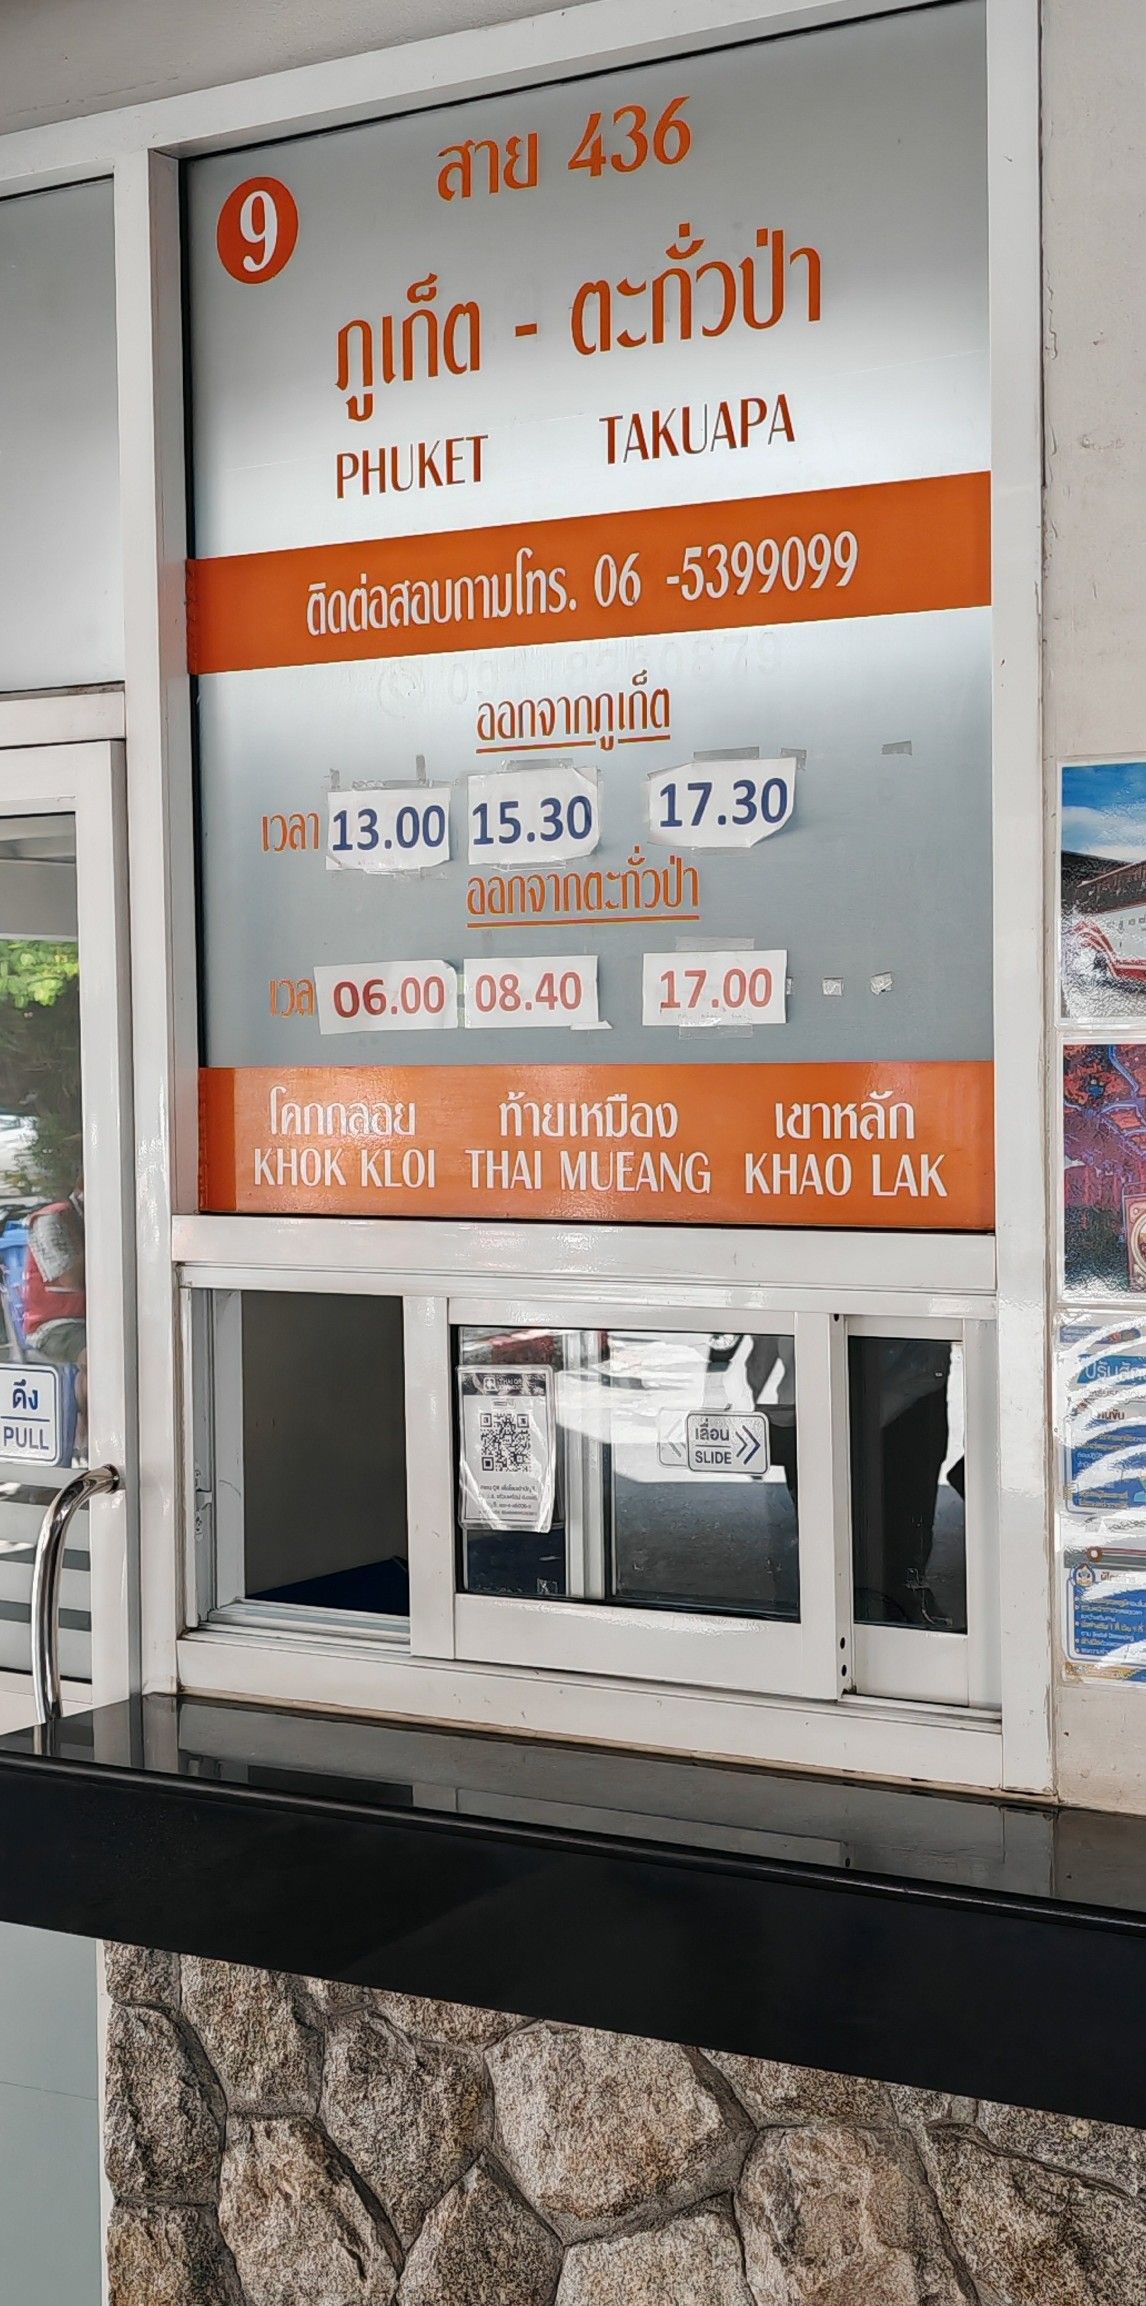 9
สาย 436
ภูเก็ต - ตะกั่วป่า
PHUKET TAKUAPA
ติดต่อสอบถามโทร. 06 -5399099
ออกจากภูเก็ต
เวลา 13.00 15.30 17.30
ออกจากตะกั่วป่า
เวล 06.00 08.40 17.00
โคกกลอย ท้ายเหมือง เขาหลัก
KHOK KLOI THAI MUEANG KHAO LAK
ดึง
PULL
เลื่อน
SLIDE